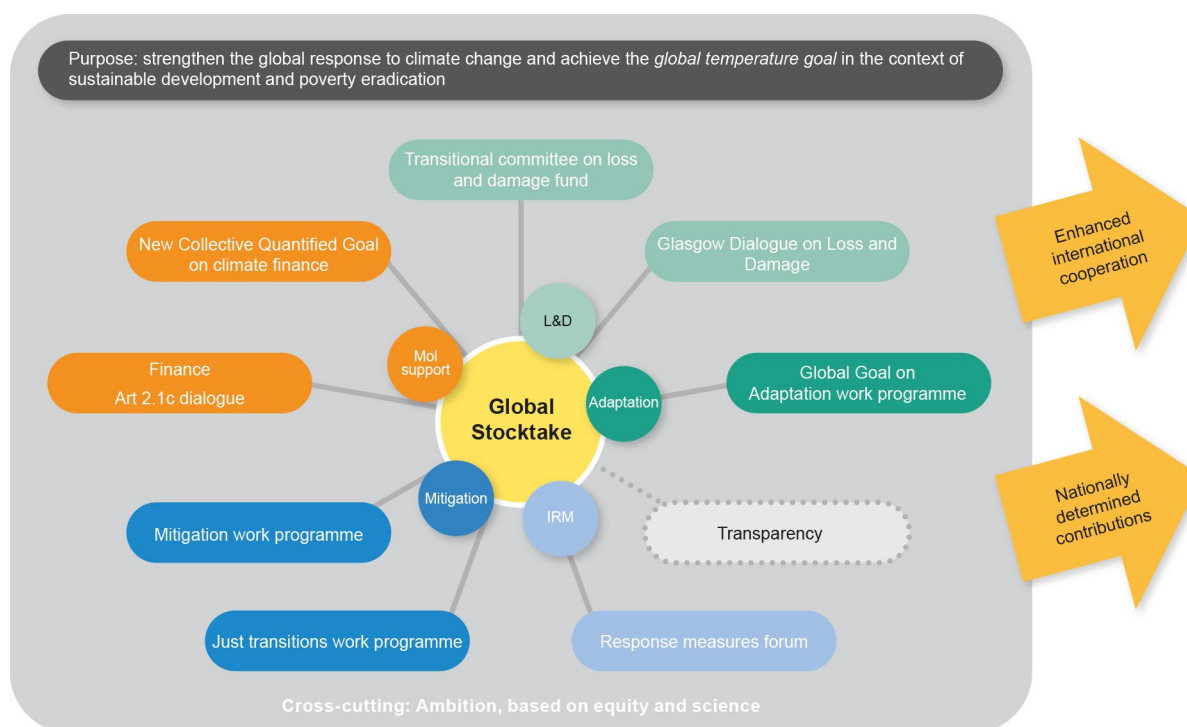 Purpose: strengthen the global response to climate change and achieve the global temperature goal in the context of
sustainable development and poverty eradication
Transitional committee on loss
and damage fund
New Collective Quantified Goal
on climate finance
Glasgow Dialogue on Loss and
Damage
Enhanced
international
cooperation
L&D
MoI
support
Finance
Art 2.1c dialogue
Global
Stocktake
Adaptation
Global Goal on
Adaptation work programme
Mitigation
IRM
Mitigation work programme
Transparency
Nationally
determined
contributions
Just transitions work programme
Response measures forum
Cross-cutting: Ambition, based on equity and science